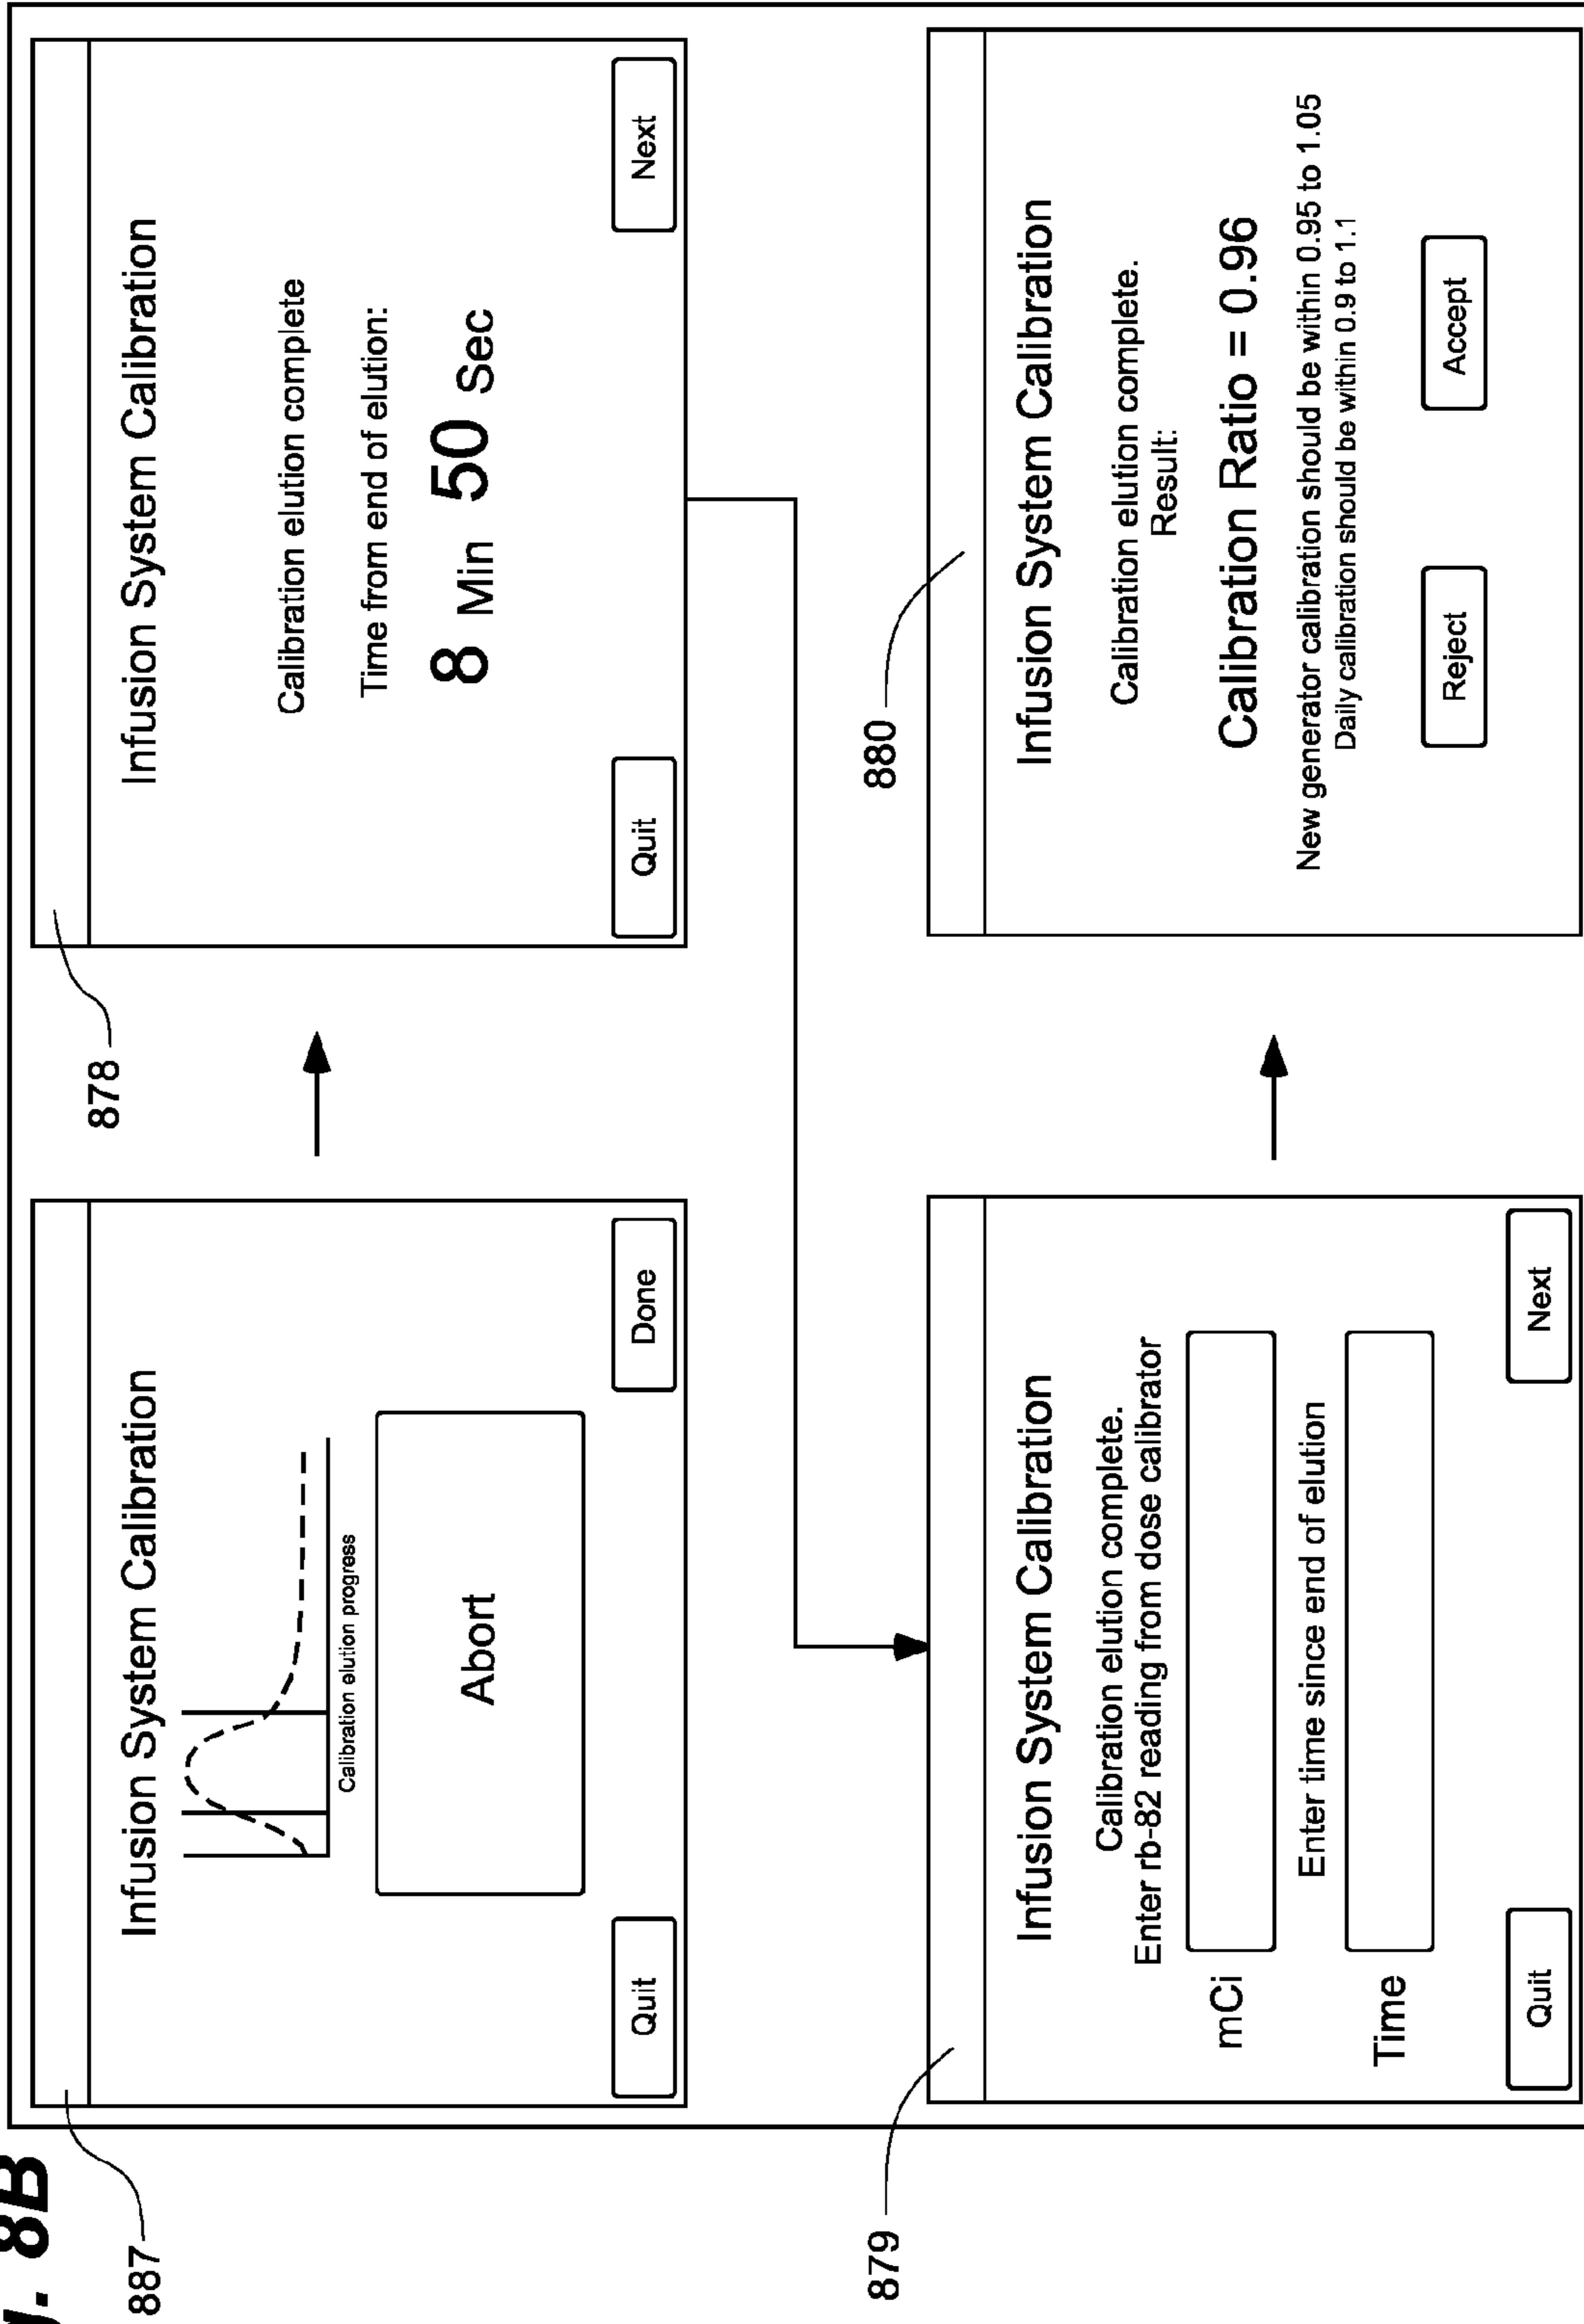 g. 8B
887
Infusion System Calibration
Calibration elution progress
Abort
Quit
Done
878
Infusion System Calibration
Calibration elution complete
Time from end of elution:
8 Min 50 Sec
Quit
Next
879
Infusion System Calibration
Calibration elution complete.
Enter rb-82 reading from dose calibrator
mCi
Enter time since end of elution
Time
Quit
Next
880
Infusion System Calibration
Calibration elution complete.
Result:
Calibration Ratio = 0.96
New generator calibration should be within 0.95 to 1.05
Daily calibration should be within 0.9 to 1.1
Reject
Accept